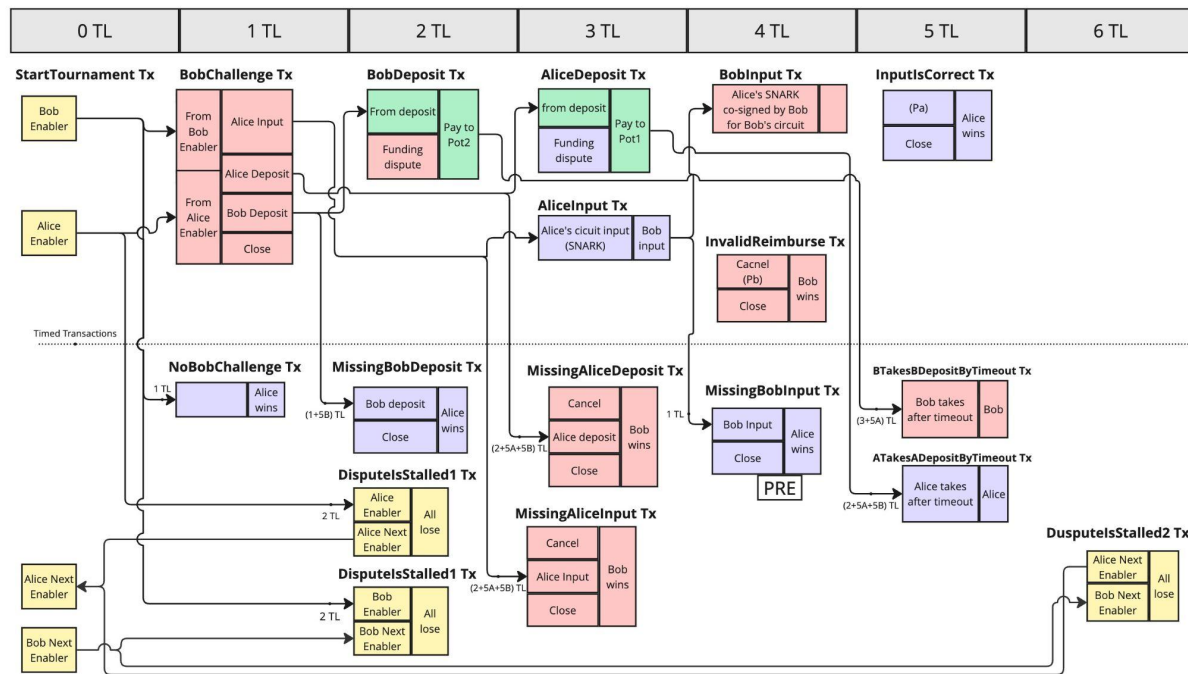 0 TL
1 TL
2 TL
3 TL
4 TL
5 TL
6 TL
StartTournament Tx
Bob
Enabler
Alice
Enabler
BobChallenge Tx
From
Bob
Enabler
From
Alice
Enabler
Alice Input
Alice Deposit
Bob Deposit
Close
BobDeposit Tx
From deposit
Funding
dispute
Pay to
Pot2
AliceDeposit Tx
from deposit
Funding
dispute
Pay to
Pot1
BobInput Tx
Alice's SNARK
co-signed by Bob
for Bob's circuit
InputIsCorrect Tx
(Pa)
Close
Alice
wins
AliceInput Tx
Alice's cicuit input
(SNARK)
Bob
input
InvalidReimburse Tx
Cacnel
(Pb)
Close
Bob
wins
Timed Transactions
NoBobChallenge Tx
1 TL
Alice
wins
MissingBobDeposit Tx
(1+5B) TL
Bob deposit
Close
Alice
wins
MissingAliceDeposit Tx
(2+5A+5B) TL
Cancel
Alice deposit
Close
Bob
wins
MissingBobInput Tx
1 TL
Bob Input
Close
Alice
wins
PRE
BTakesBDepositByTimeout Tx
(3+5A) TL
Bob takes
after timeout
Bob
ATakesADepositByTimeout Tx
(2+5A+5B) TL
Alice takes
after timeout
Alice
DisputeIsStalled1 Tx
2 TL
Alice
Enabler
Alice Next
Enabler
All
lose
MissingAliceInput Tx
(2+5A+5B) TL
Cancel
Alice Input
Close
Bob
wins
DusputeIsStalled2 Tx
Alice Next
Enabler
Bob Next
Enabler
All
lose
Alice Next
Enabler
Bob Next
Enabler
DisputeIsStalled1 Tx
2 TL
Bob
Enabler
Bob Next
Enabler
All
lose